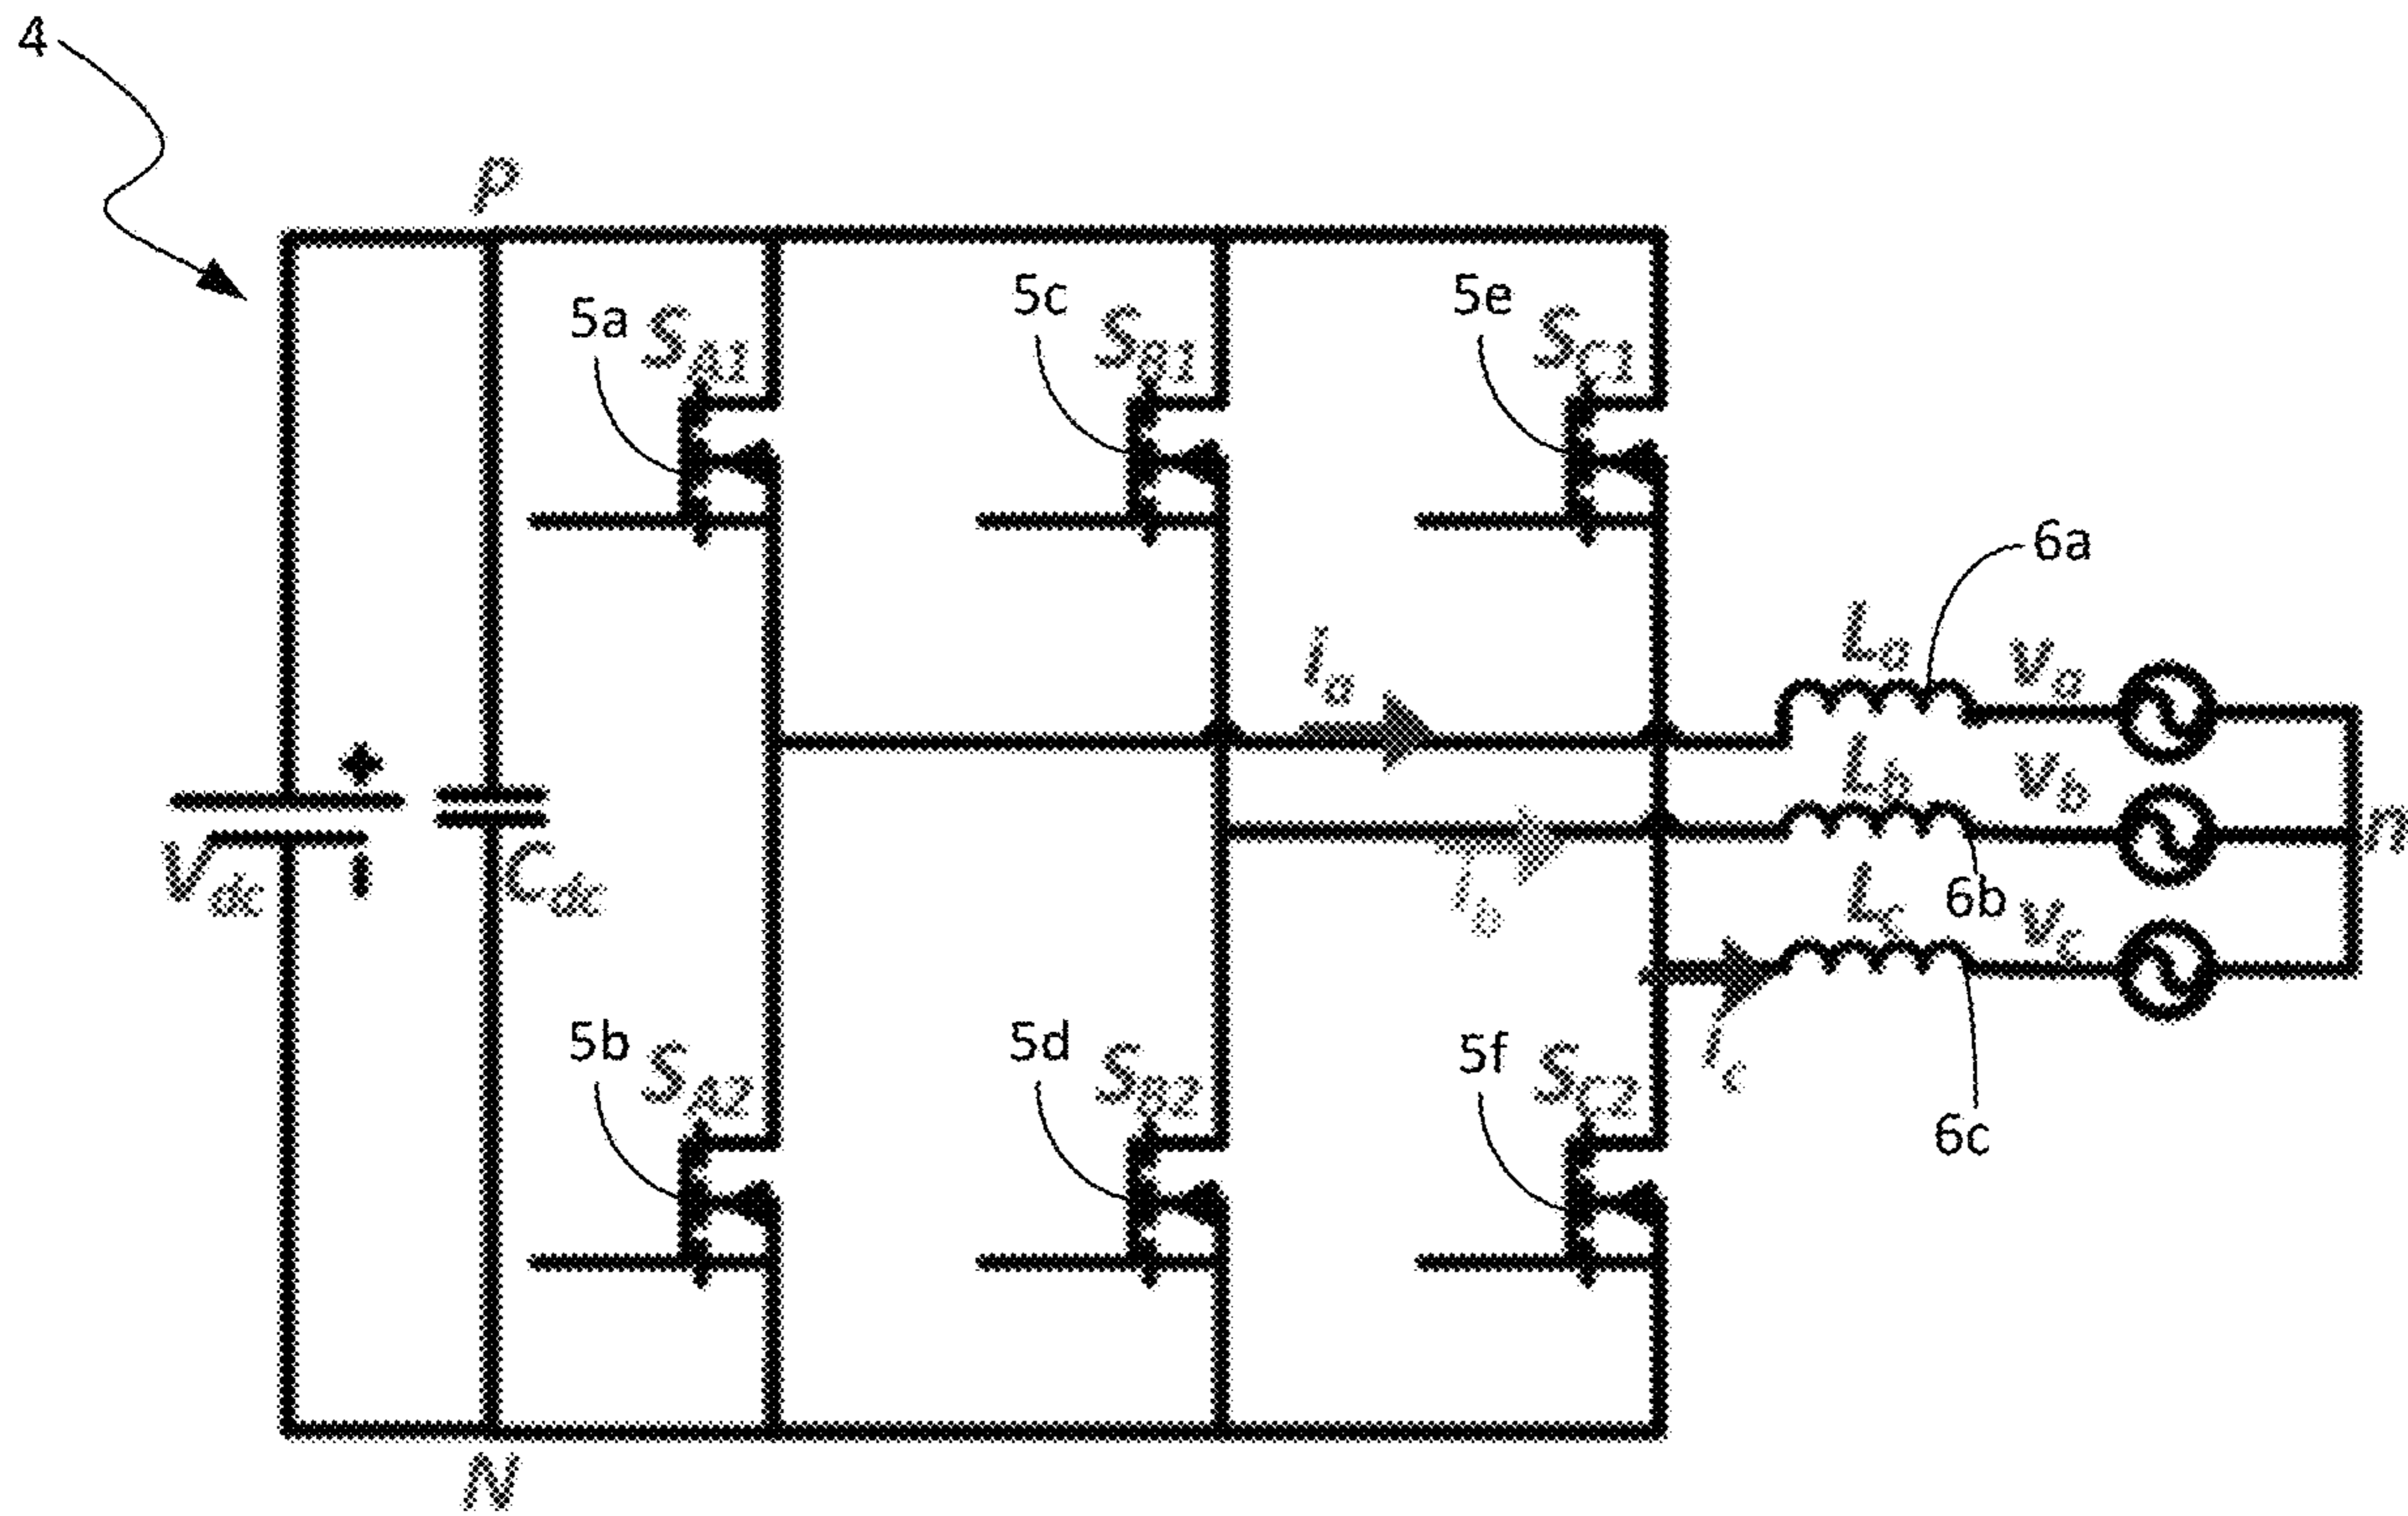 4
P
5a
S_A1
5c
S_B1
5e
S_C1
6a
i_a
L_a
v_a
+
L_b
v_b
n
V_dc
C_dc
i_b
6b
L_c
v_c
i_c
5b
S_A2
5d
S_B2
5f
S_C2
6c
N